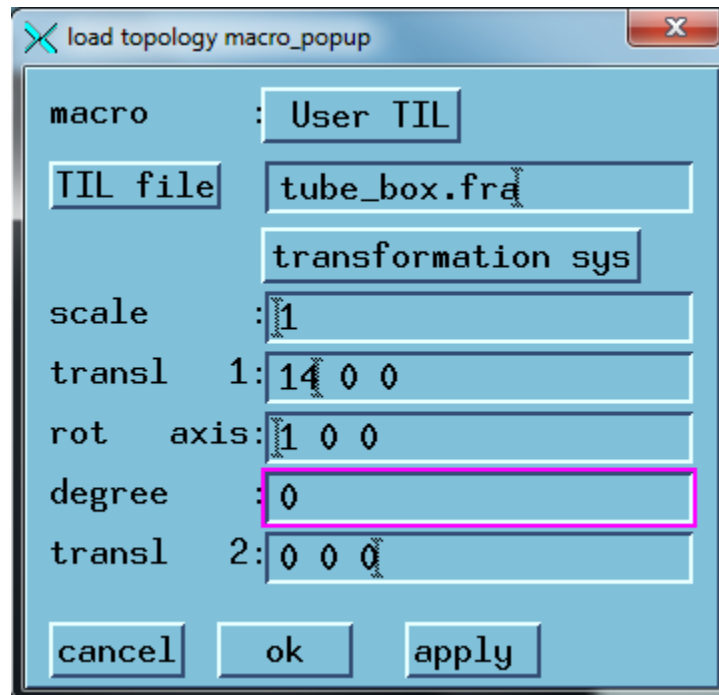 load topology macro_popup
x
macro : User TIL
TIL file tube_box.fra
transformation sys
scale :1
transl 1:14 0 0
rot axis:1 0 0
degree :0
transl 2:0 0 0
cancel ok apply